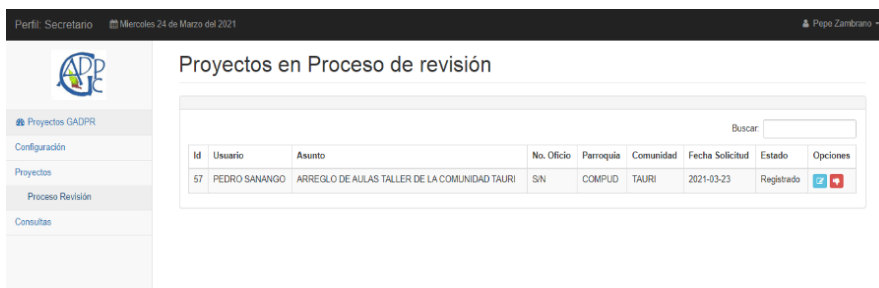 Perfil: Secretario Miercoles 24 de Marzo del 2021 Pepe Zambrano
GADPPC
Proyectos en Proceso de revisión
Proyectos GADPR
Configuración
Proyectos
Proceso Revisión
Consultas
Buscar:
Id Usuario Asunto No. Oficio Parroquia Comunidad Fecha Solicitud Estado Opciones
57 PEDRO SANANGO ARREGLO DE AULAS TALLER DE LA COMUNIDAD TAURI S/N COMPUD TAURI 2021-03-23 Registrado